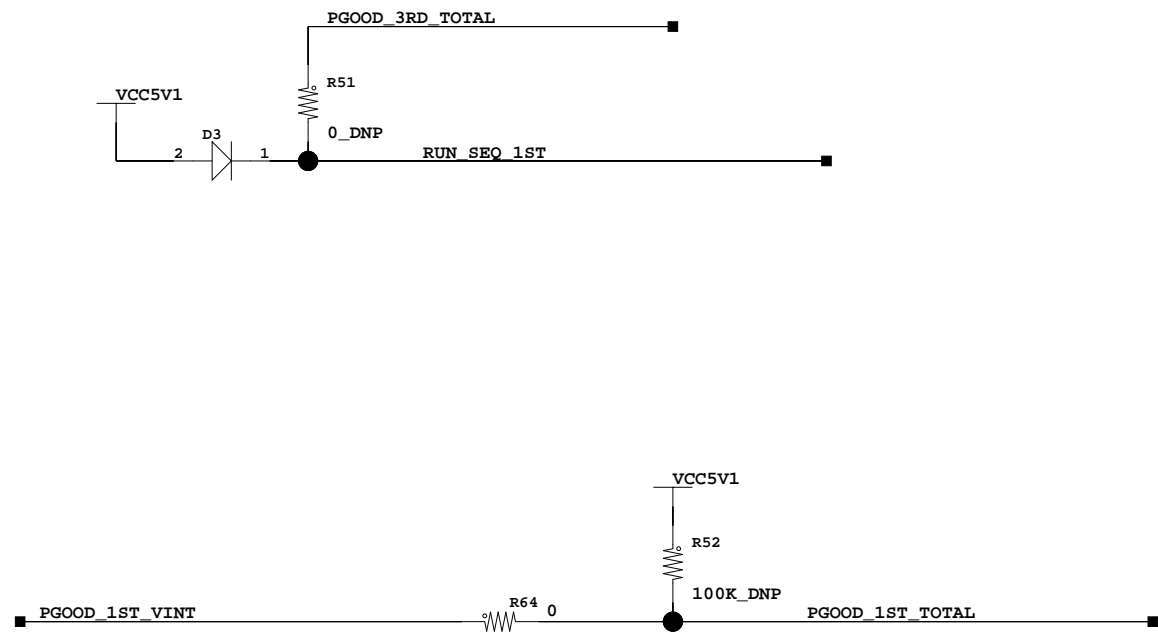 PGOOD_3RD_TOTAL
R51
VCC5V1
0_DNP
D3
2
1
RUN_SEQ_1ST
VCC5V1
R52
100K_DNP
PGOOD_1ST_VINT
R64
0
PGOOD_1ST_TOTAL